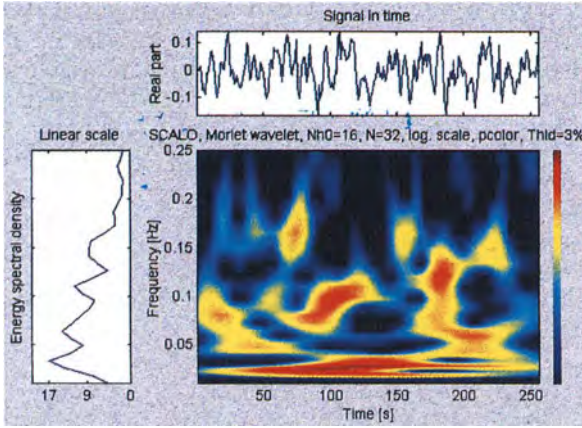 Signal in time
Real part
0.1
0
-0.1
Linear scale
SCALO, Morlet wavelet, Nh0=16, N=32, log. scale, pcolor, Thld=3%
Energy spectral density
17 9 0
Frequency [Hz]
0.25
0.2
0.15
0.1
0.05
50 100 150 200 250
Time [s]